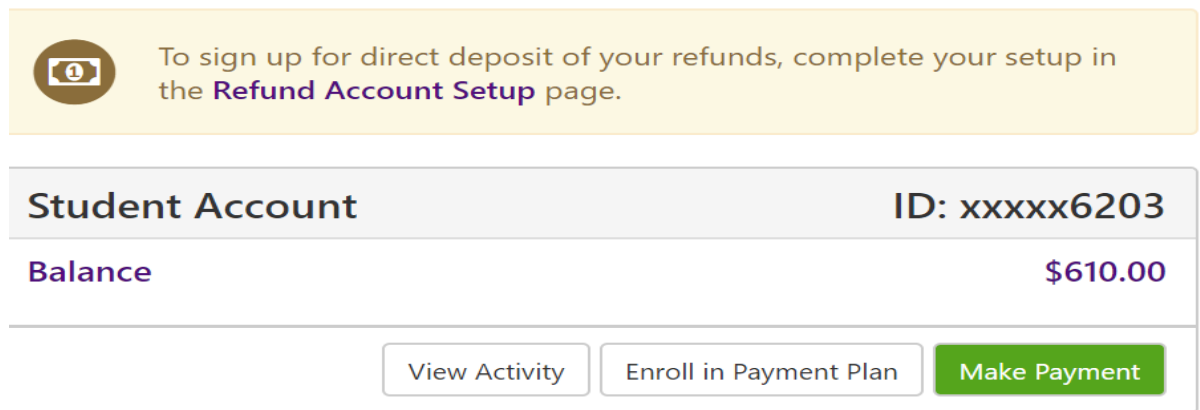 To sign up for direct deposit of your refunds, complete your setup in
the Refund Account Setup page.
Student Account ID: xxxxx6203
Balance $610.00
View Activity Enroll in Payment Plan Make Payment